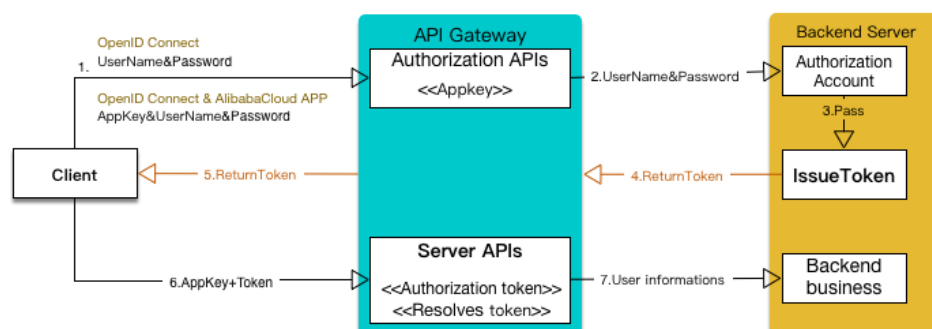 API Gateway
Backend Server
OpenID Connect
1. UserName&Password
Authorization APIs
<<Appkey>>
2.UserName&Password
Authorization
Account
OpenID Connect & AlibabaCloud APP
AppKey&UserName&Password
3.Pass
Client
5.ReturnToken
4.ReturnToken
IssueToken
Server APIs
<<Authorization token>>
<<Resolves token>>
6.AppKey+Token
7.User informations
Backend
business